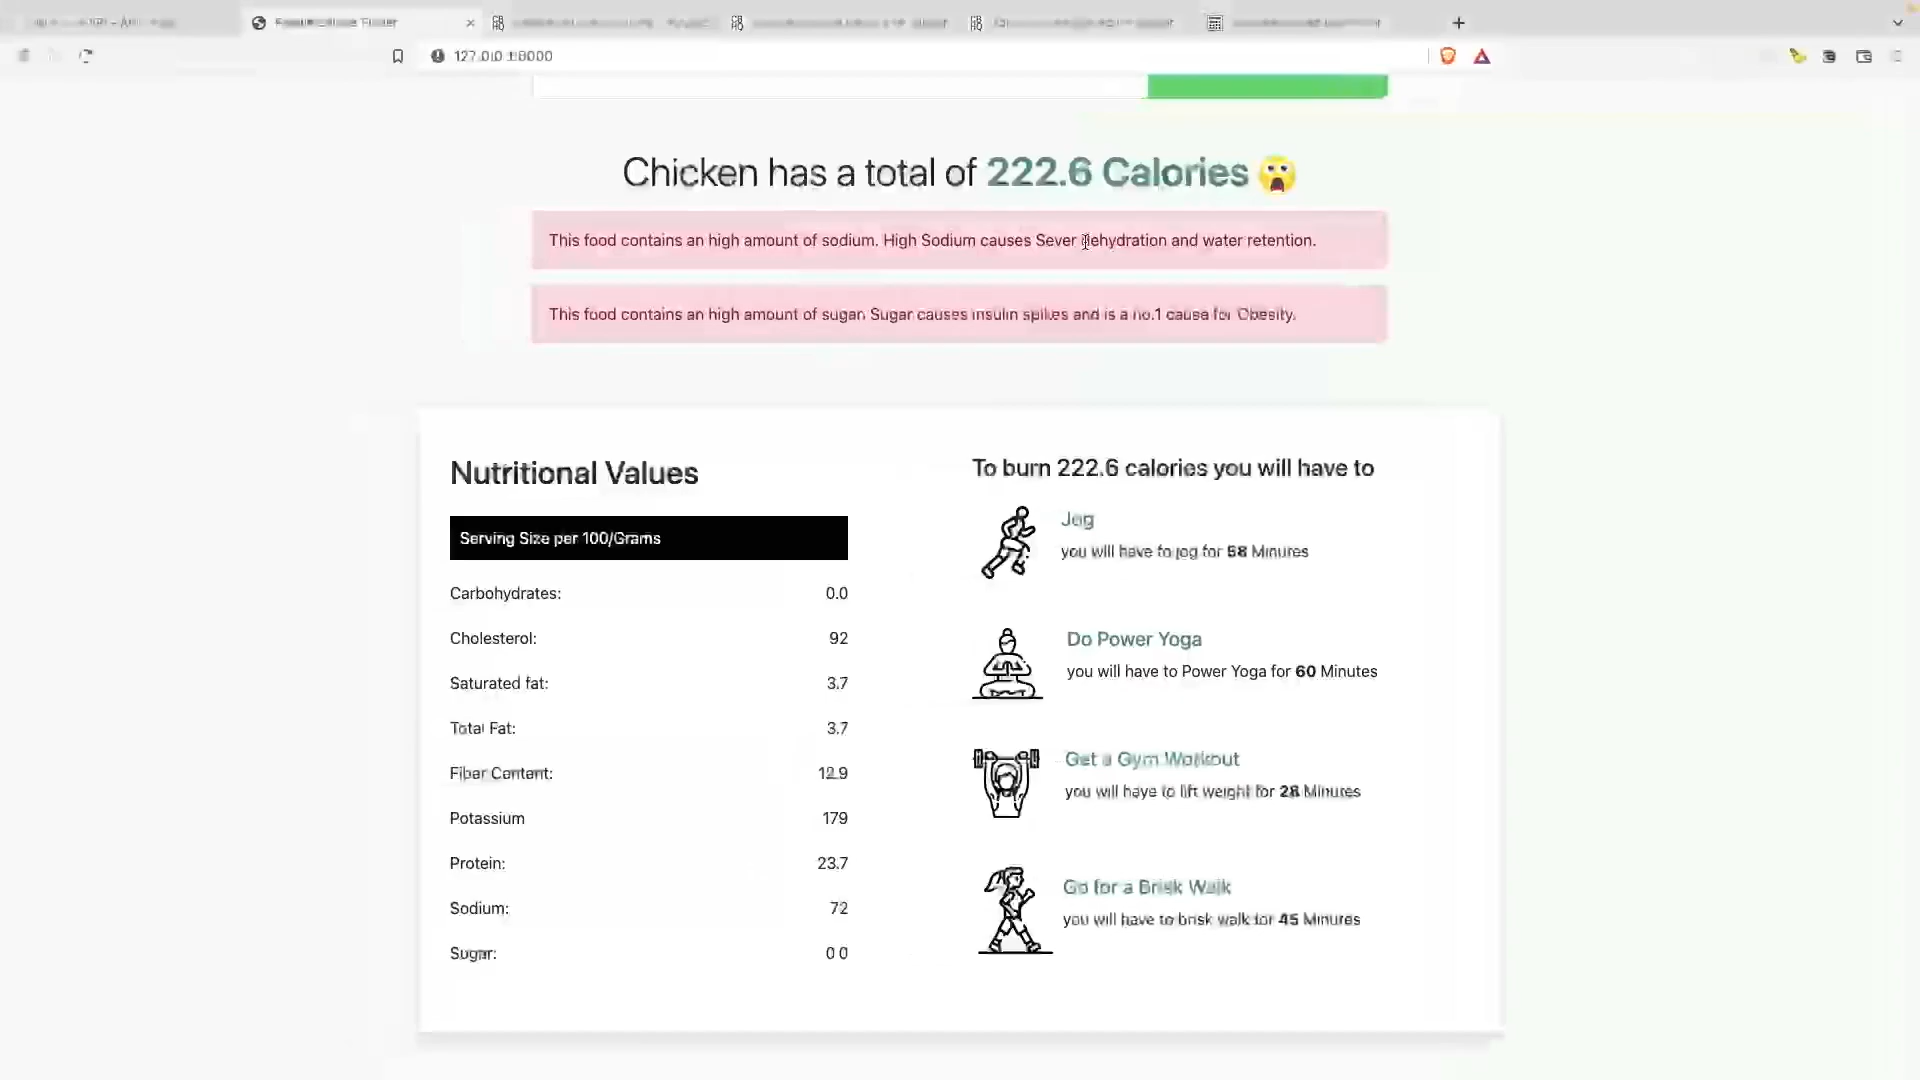 127.0.0.1:8000
Chicken has a total of 222.6 Calories 😲
This food contains an high amount of sodium. High Sodium causes Sever dehydration and water retention.
This food contains an high amount of sugar. Sugar causes insulin spikes and is a no.1 cause for Obesity.
Nutritional Values
Serving Size per 100/Grams
Carbohydrates: 0.0
Cholesterol: 92
Saturated fat: 3.7
Total Fat: 3.7
Fiber Content: 12.9
Potassium 179
Protein: 23.7
Sodium: 72
Sugar: 0.0
To burn 222.6 calories you will have to
Jog
you will have to jog for 58 Minutes
Do Power Yoga
you will have to Power Yoga for 60 Minutes
Get a Gym Workout
you will have to lift weight for 28 Minutes
Go for a Brisk Walk
you will have to brisk walk for 45 Minutes